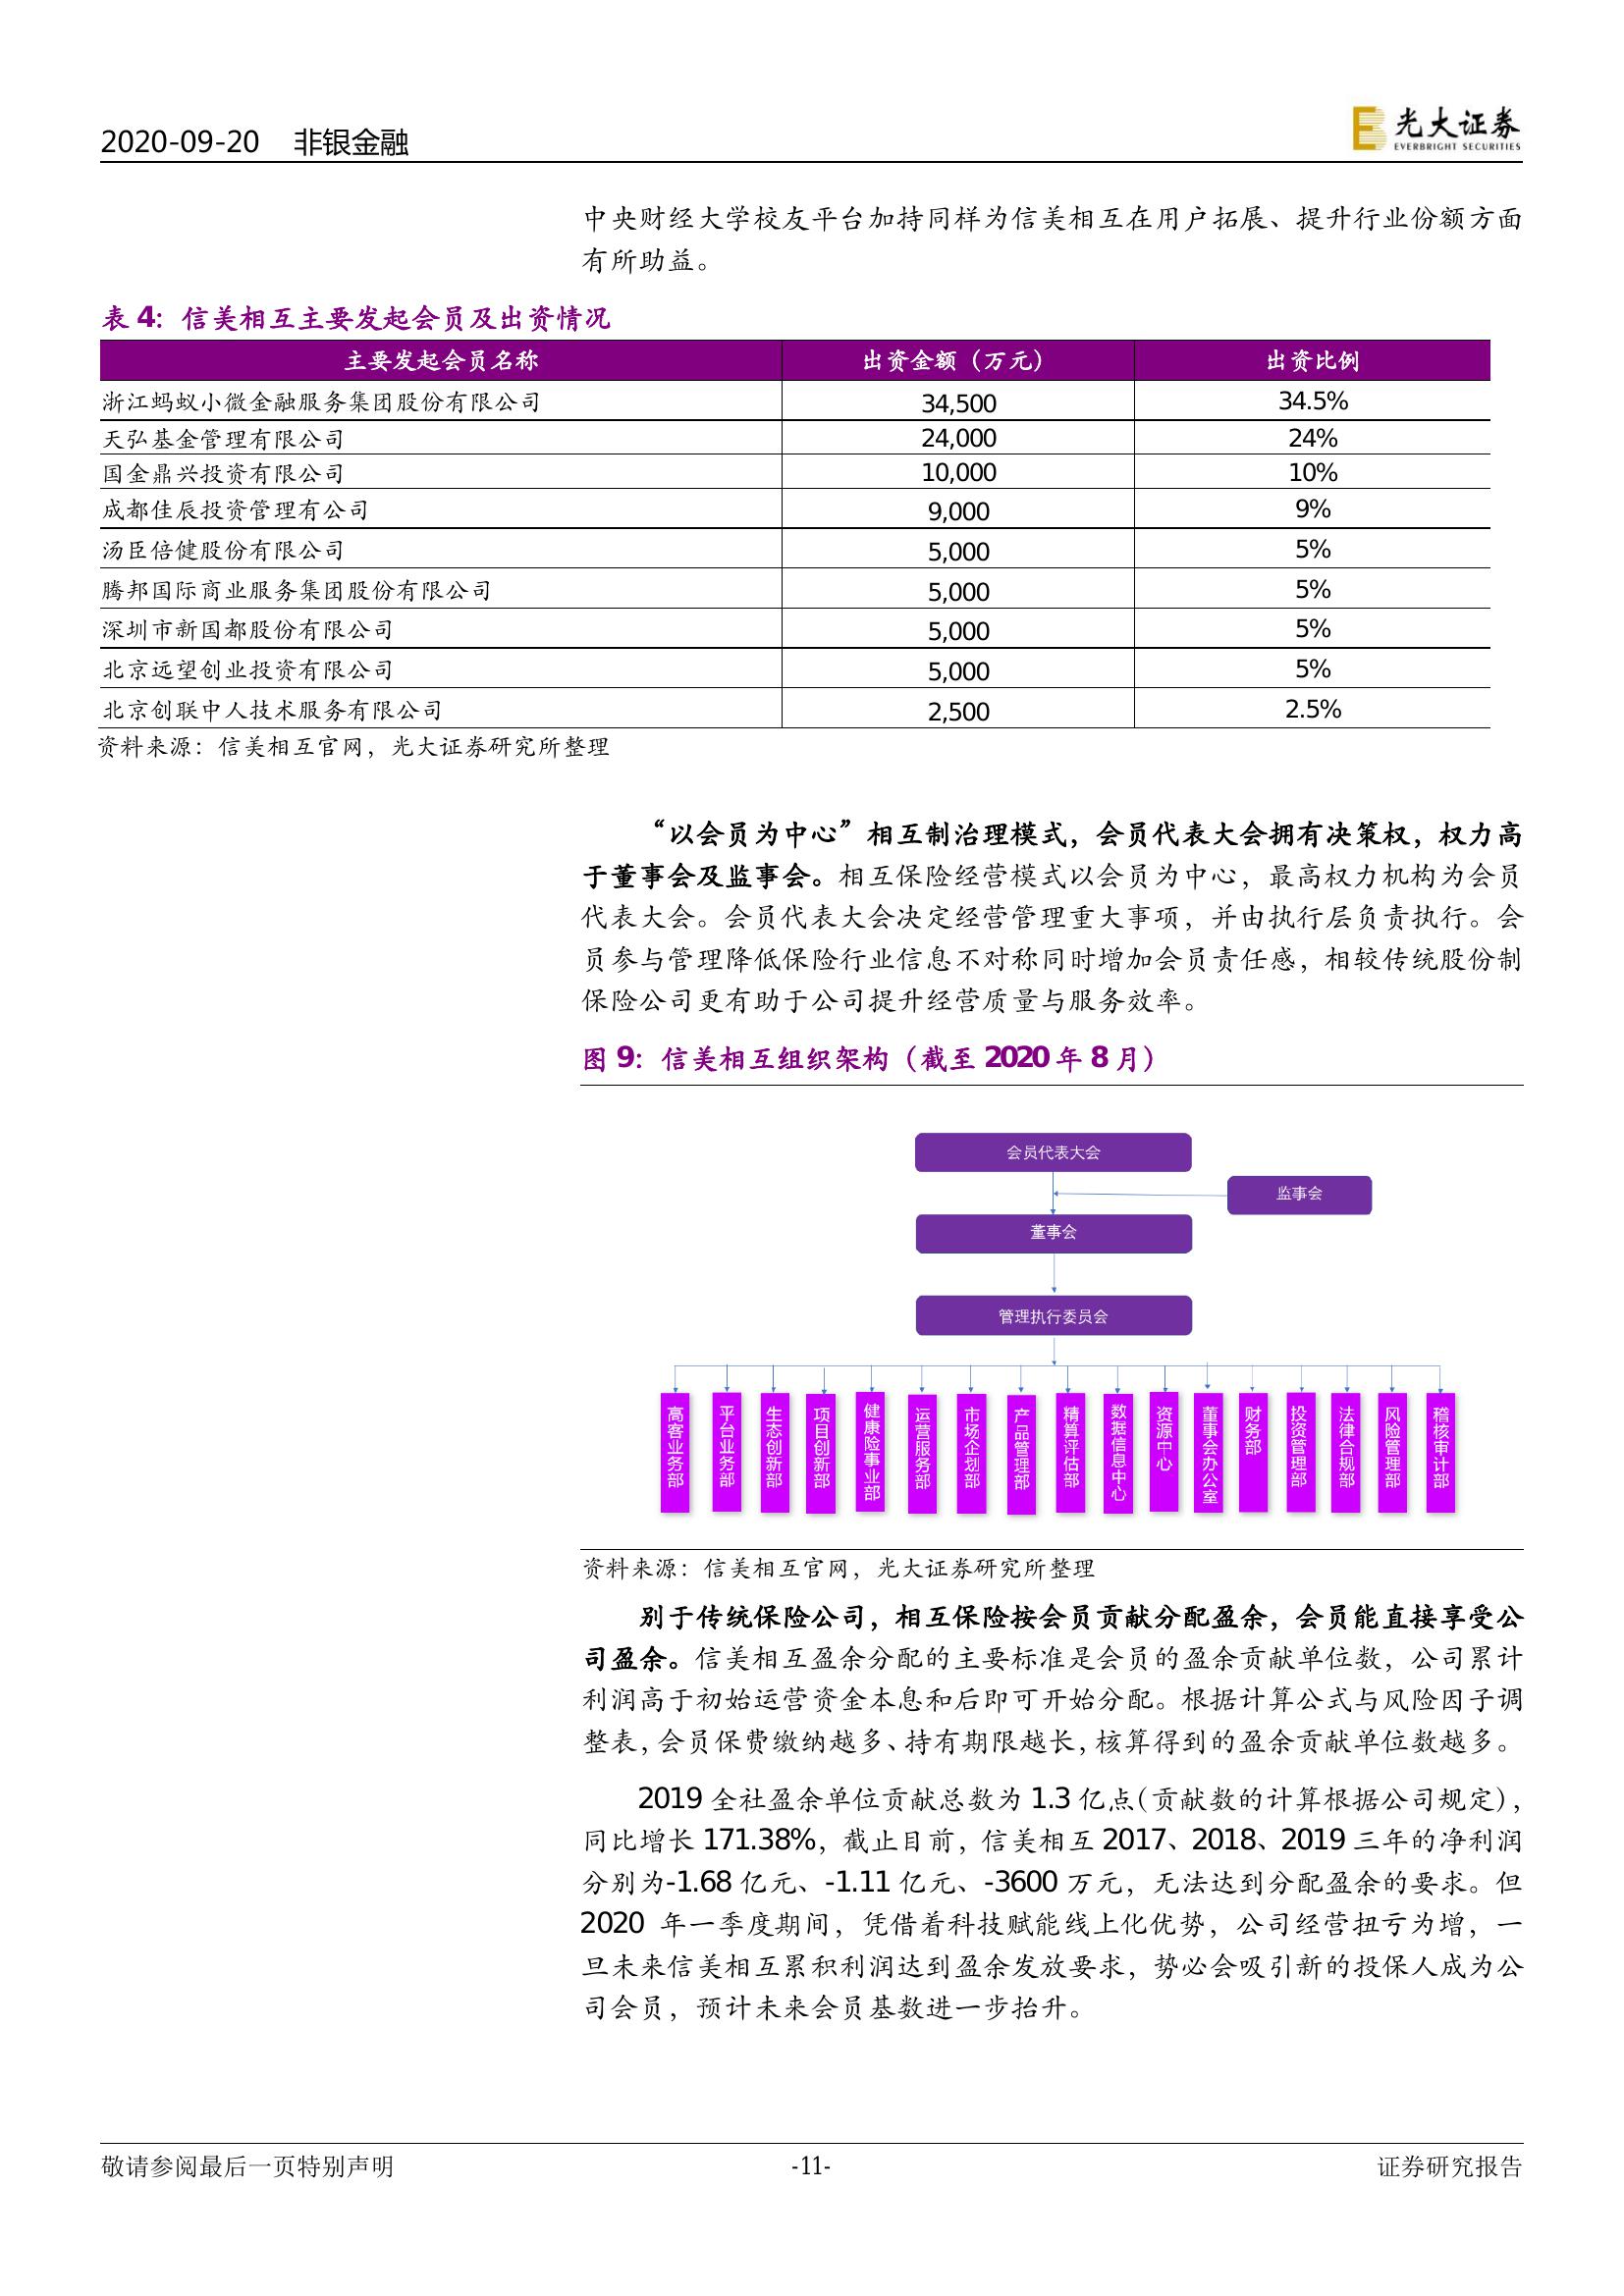 2020-09-20 非银金融
光大证券
EVERBRIGHT SECURITIES
中央财经大学校友平台加持同样为信美相互在用户拓展、提升行业份额方面
有所助益。
表 4：信美相互主要发起会员及出资情况
主要发起会员名称 出资金额（万元） 出资比例
浙江蚂蚁小微金融服务集团股份有限公司 34,500 34.5%
天弘基金管理有限公司 24,000 24%
国金鼎兴投资有限公司 10,000 10%
成都佳辰投资管理有公司 9,000 9%
汤臣倍健股份有限公司 5,000 5%
腾邦国际商业服务集团股份有限公司 5,000 5%
深圳市新国都股份有限公司 5,000 5%
北京远望创业投资有限公司 5,000 5%
北京创联中人技术服务有限公司 2,500 2.5%
资料来源：信美相互官网，光大证券研究所整理
“以会员为中心”相互制治理模式，会员代表大会拥有决策权，权力高
于董事会及监事会。相互保险经营模式以会员为中心，最高权力机构为会员
代表大会。会员代表大会决定经营管理重大事项，并由执行层负责执行。会
员参与管理降低保险行业信息不对称同时增加会员责任感，相较传统股份制
保险公司更有助于公司提升经营质量与服务效率。
图 9：信美相互组织架构（截至 2020 年 8 月）
会员代表大会
监事会
董事会
管理执行委员会
高客业务部
平台业务部
生态创新部
项目创新部
健康险事业部
运营服务部
市场企划部
产品管理部
精算评估部
数据信息中心
资源中心
董事会办公室
财务部
投资管理部
法律合规部
风险管理部
稽核审计部
资料来源：信美相互官网，光大证券研究所整理
别于传统保险公司，相互保险按会员贡献分配盈余，会员能直接享受公
司盈余。信美相互盈余分配的主要标准是会员的盈余贡献单位数，公司累计
利润高于初始运营资金本息和后即可开始分配。根据计算公式与风险因子调
整表，会员保费缴纳越多、持有期限越长，核算得到的盈余贡献单位数越多。
2019 全社盈余单位贡献总数为 1.3 亿点（贡献数的计算根据公司规定），
同比增长 171.38%，截止目前，信美相互 2017、2018、2019 三年的净利润
分别为-1.68 亿元、-1.11 亿元、-3600 万元，无法达到分配盈余的要求。但
2020 年一季度期间，凭借着科技赋能线上化优势，公司经营扭亏为增，一
旦未来信美相互累积利润达到盈余发放要求，势必会吸引新的投保人成为公
司会员，预计未来会员基数进一步抬升。
敬请参阅最后一页特别声明 -11- 证券研究报告